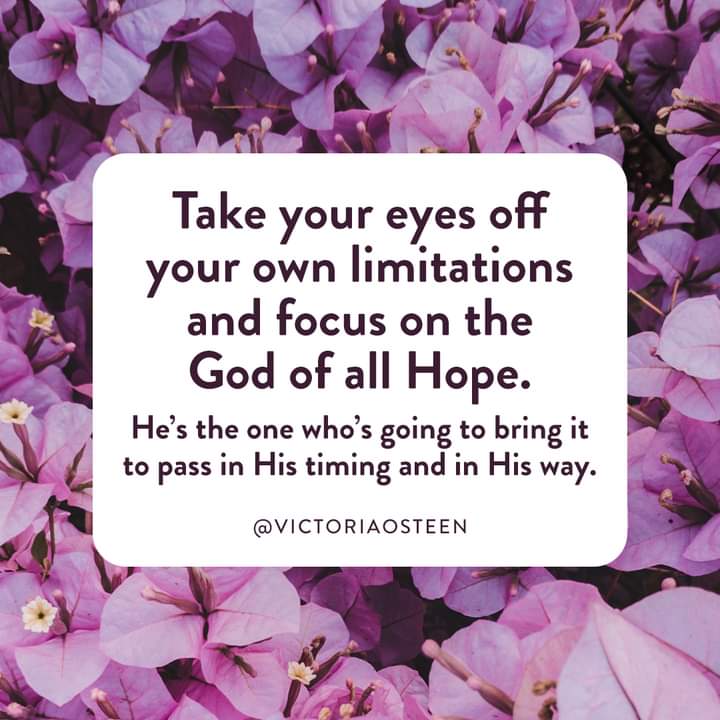 Take your eyes off
your own limitations
and focus on the
God of all Hope.
He’s the one who’s going to bring it
to pass in His timing and in His way.
@VICTORIAOSTEEN